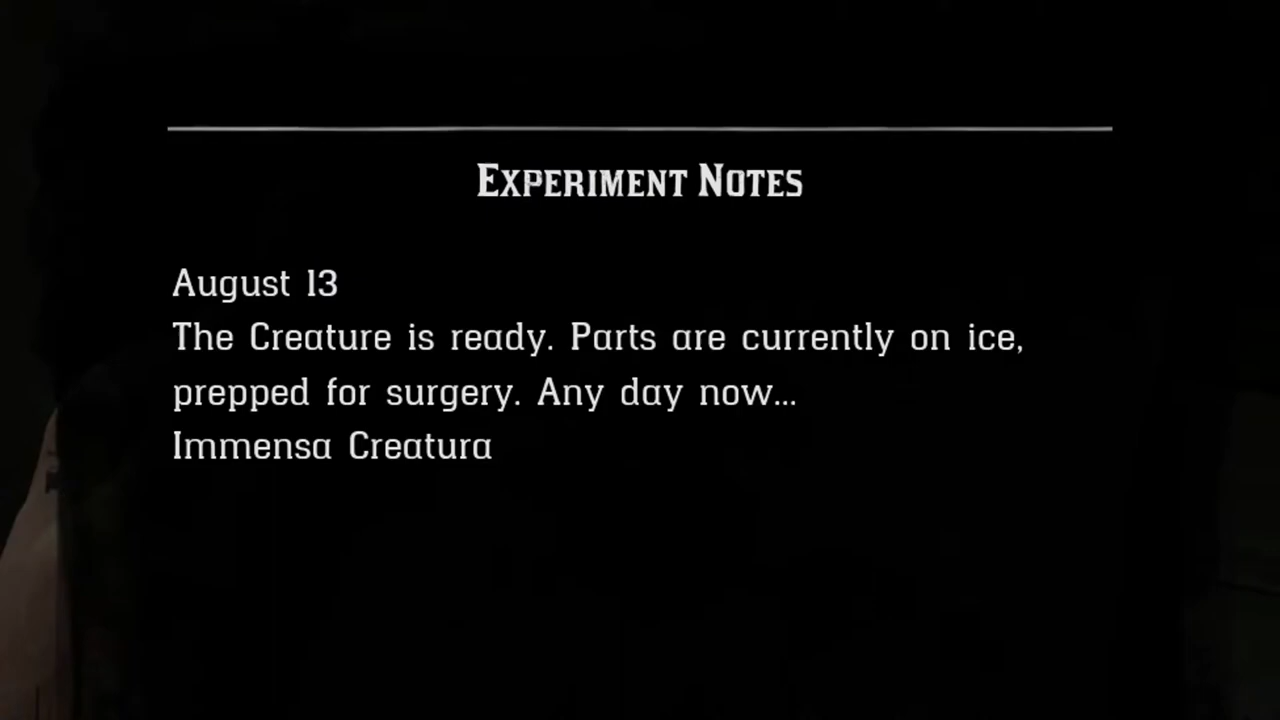 Experiment Notes
August 13
The Creature is ready. Parts are currently on ice,
prepped for surgery. Any day now...
Immensa Creatura